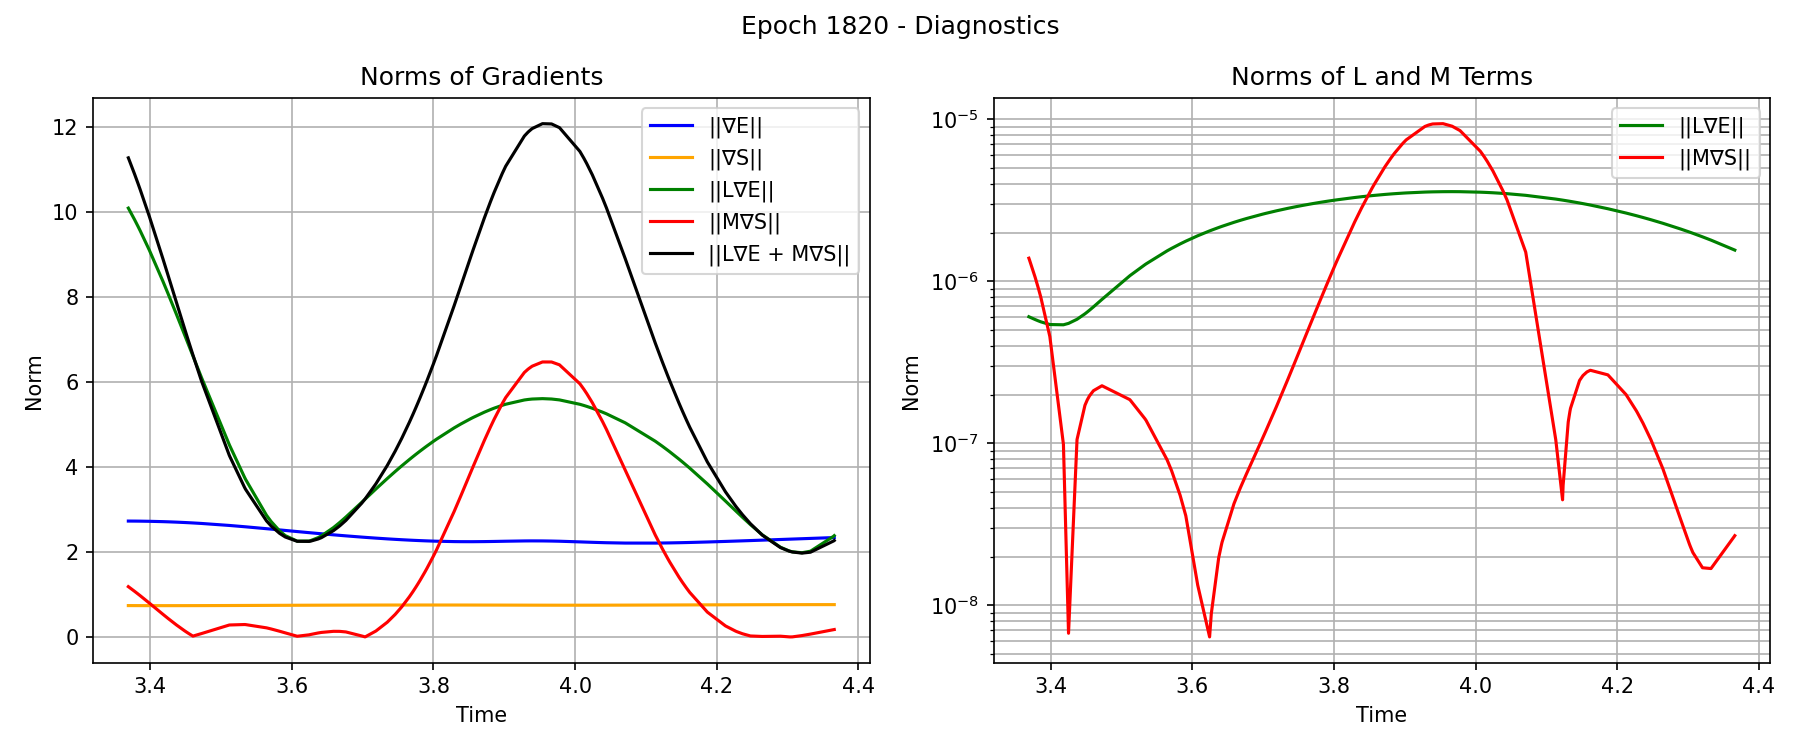 Epoch 1820 - Diagnostics
Norms of Gradients
Norm
12
10
8
6
4
2
0
3.4 3.6 3.8 4.0 4.2 4.4
Time
||∇E||
||∇S||
||L∇E||
||M∇S||
||L∇E + M∇S||
Norms of L and M Terms
Norm
10⁻⁵
10⁻⁶
10⁻⁷
10⁻⁸
3.4 3.6 3.8 4.0 4.2 4.4
Time
||L∇E||
||M∇S||